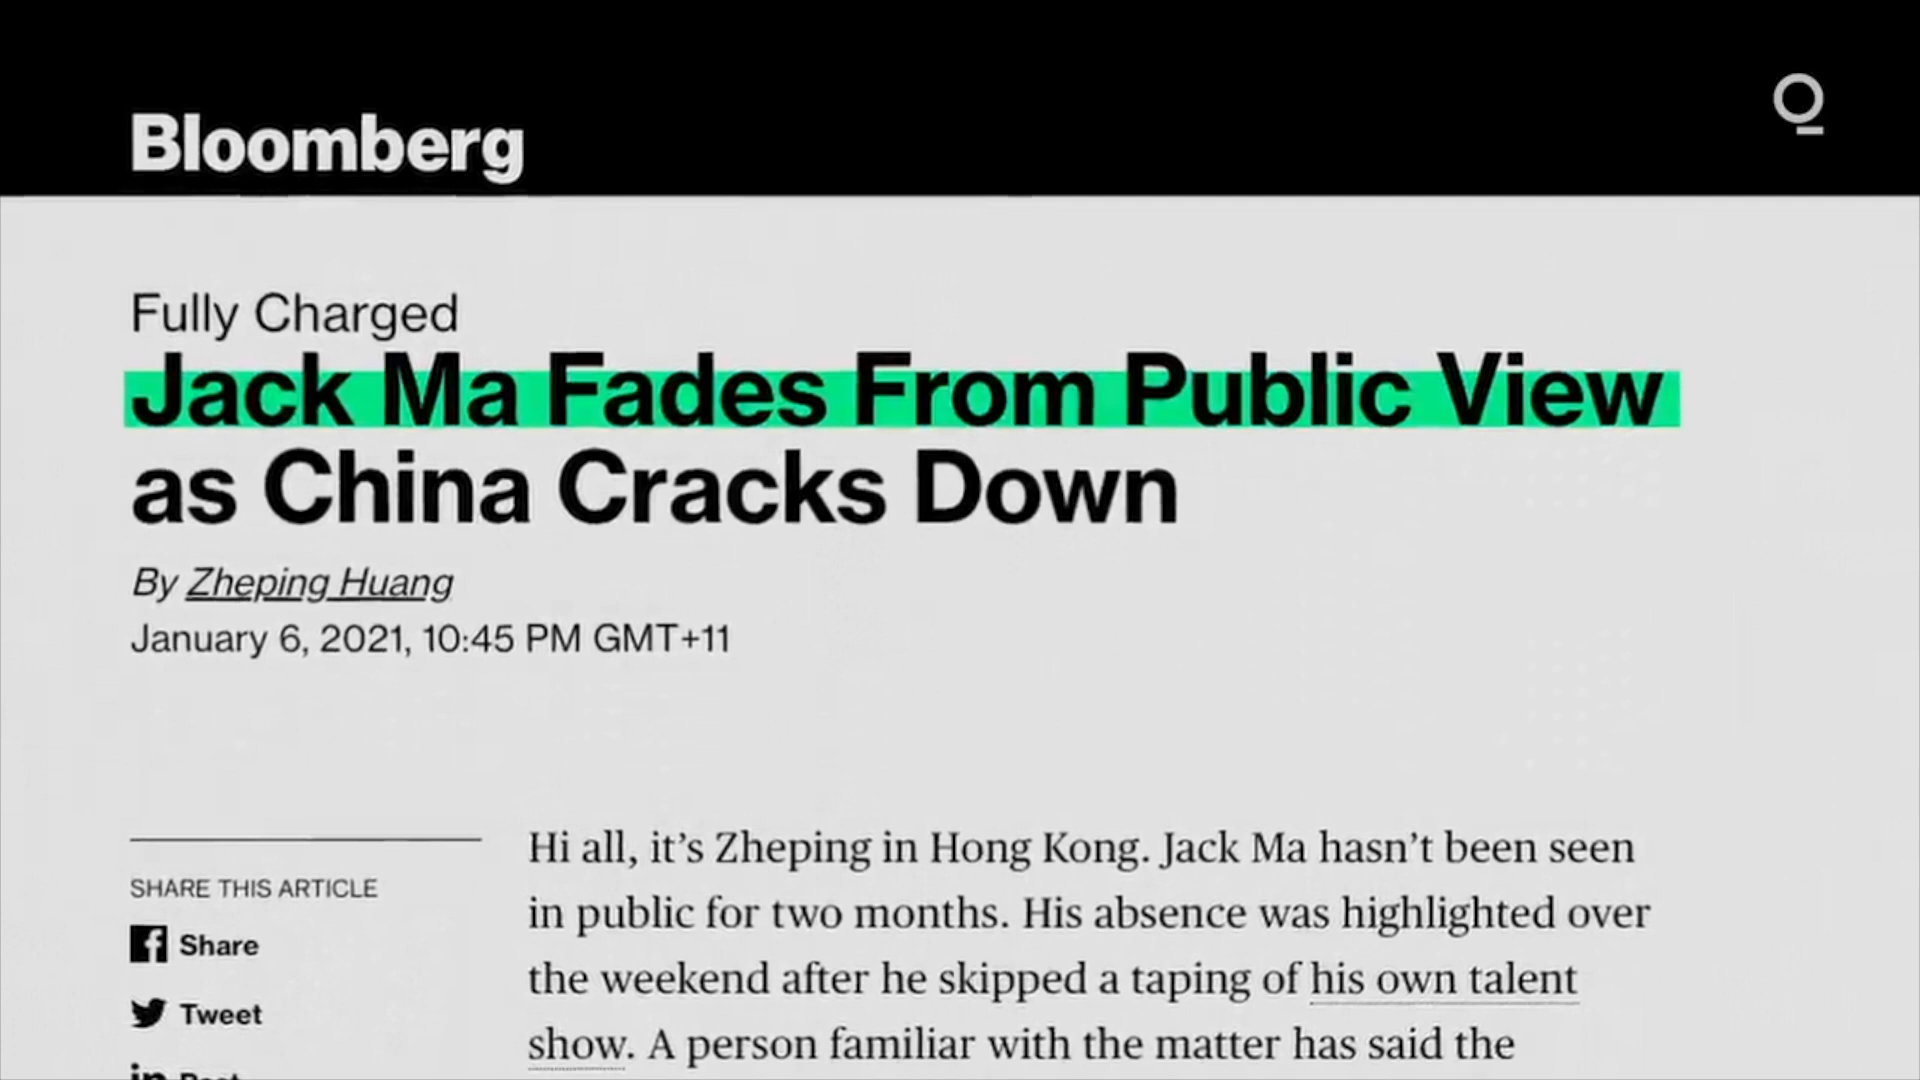 Bloomberg
Fully Charged
Jack Ma Fades From Public View
as China Cracks Down
By Zheping Huang
January 6, 2021, 10:45 PM GMT+11
SHARE THIS ARTICLE
Share
Tweet
Hi all, it's Zheping in Hong Kong. Jack Ma hasn't been seen
in public for two months. His absence was highlighted over
the weekend after he skipped a taping of his own talent
show. A person familiar with the matter has said the